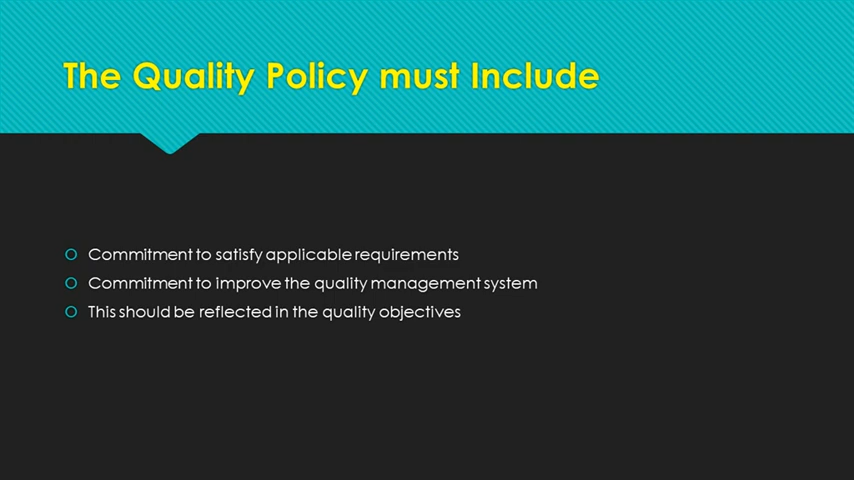 The Quality Policy must Include
Commitment to satisfy applicable requirements
Commitment to improve the quality management system
This should be reflected in the quality objectives